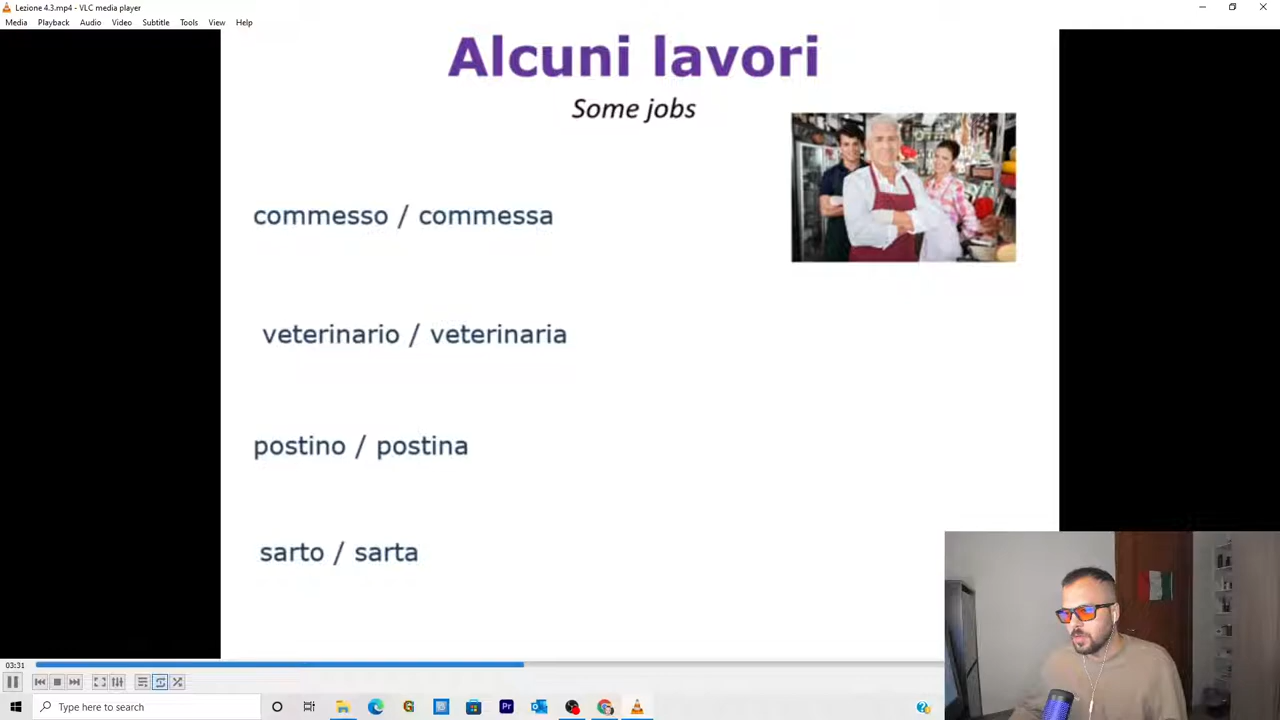 Lezione 4.3.mp4 - VLC media player
Media Playback Audio Video Subtitle Tools View Help
Alcuni lavori
Some jobs
commesso / commessa
veterinario / veterinaria
postino / postina
sarto / sarta
03:31
Type here to search